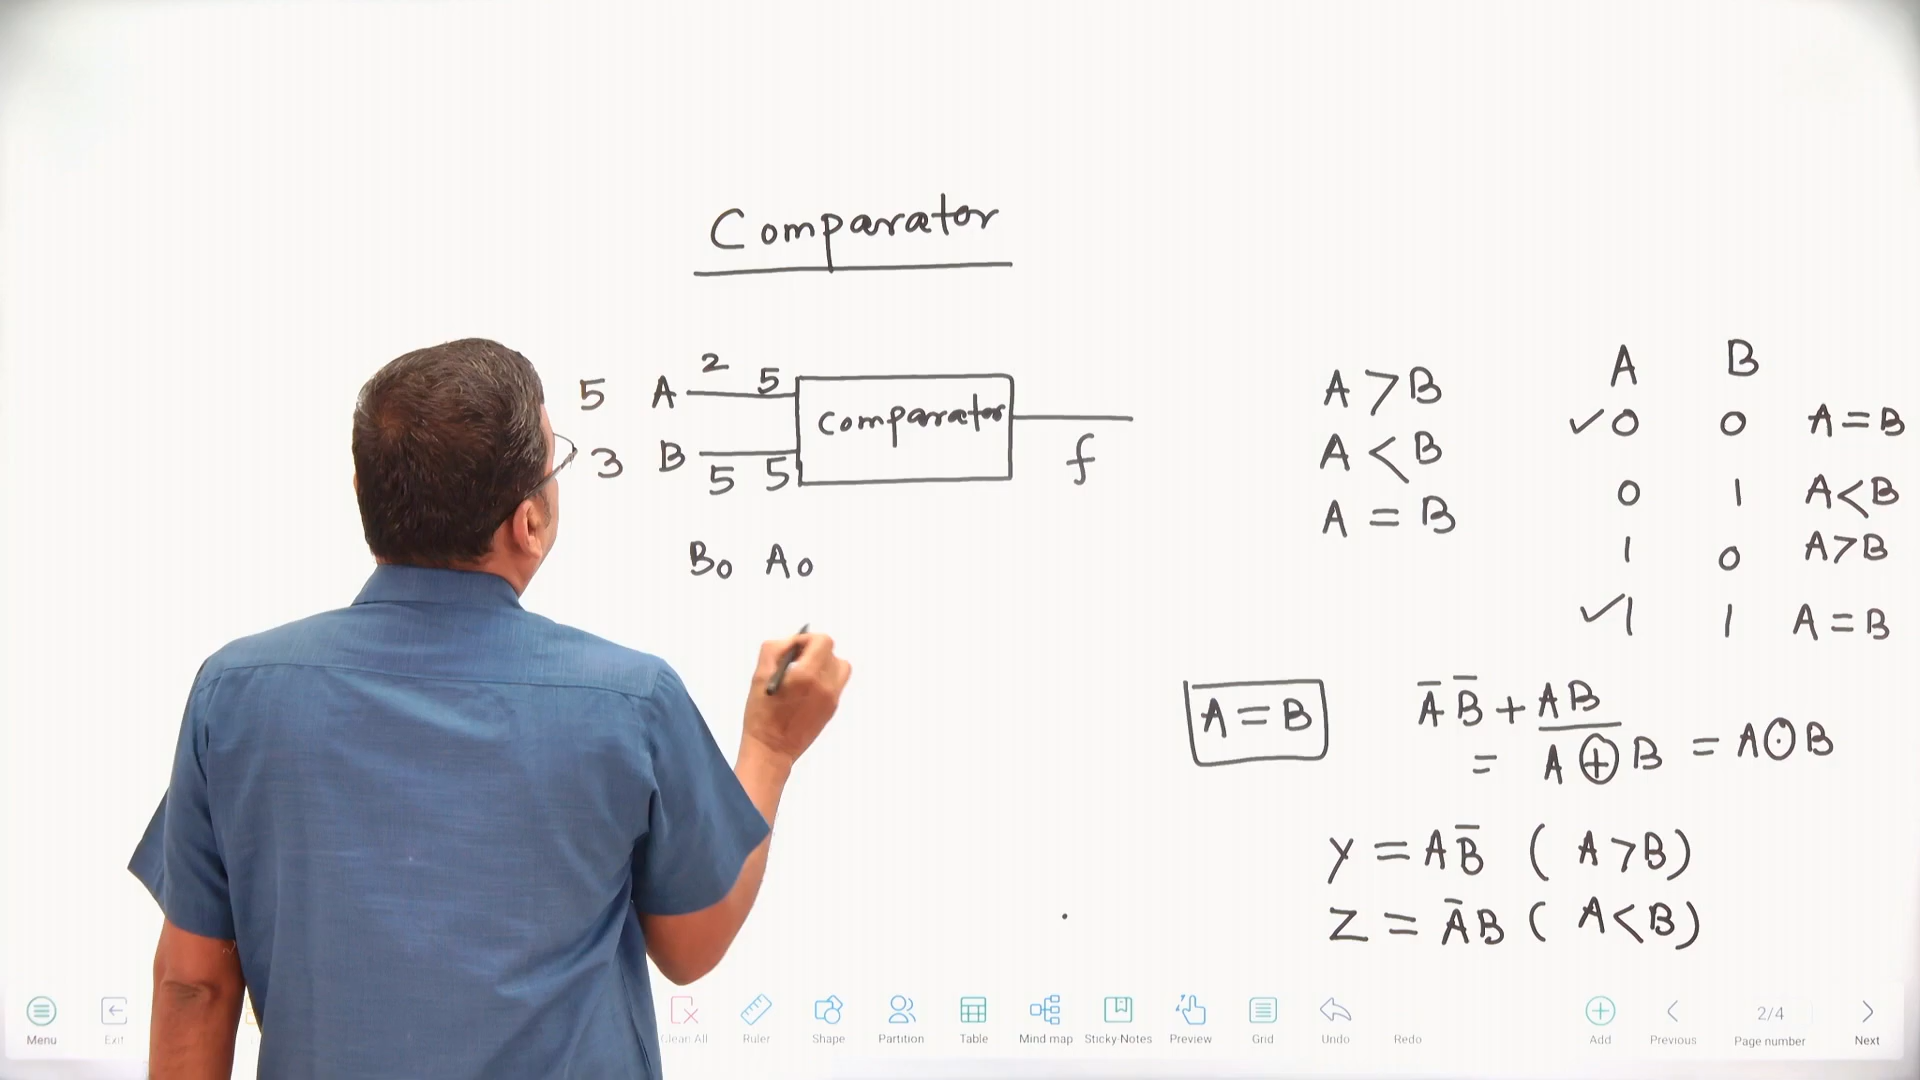 Comparator
5 A 2 5
3 B 5 5
comparator
f
B0 A0
A > B
A < B
A = B
A B
✓0 0 A = B
0 1 A < B
1 0 A > B
✓1 1 A = B
A = B
A̅ B̅ + A B
= \overline{A ⊕ B} = A ⊙ B
Y = A B̅ ( A > B )
Z = A̅ B ( A < B )
Menu
Exit
Clean All
Ruler
Shape
Partition
Table
Mind map
Sticky-Notes
Preview
Grid
Undo
Redo
Add
Previous
2/4
Page number
Next